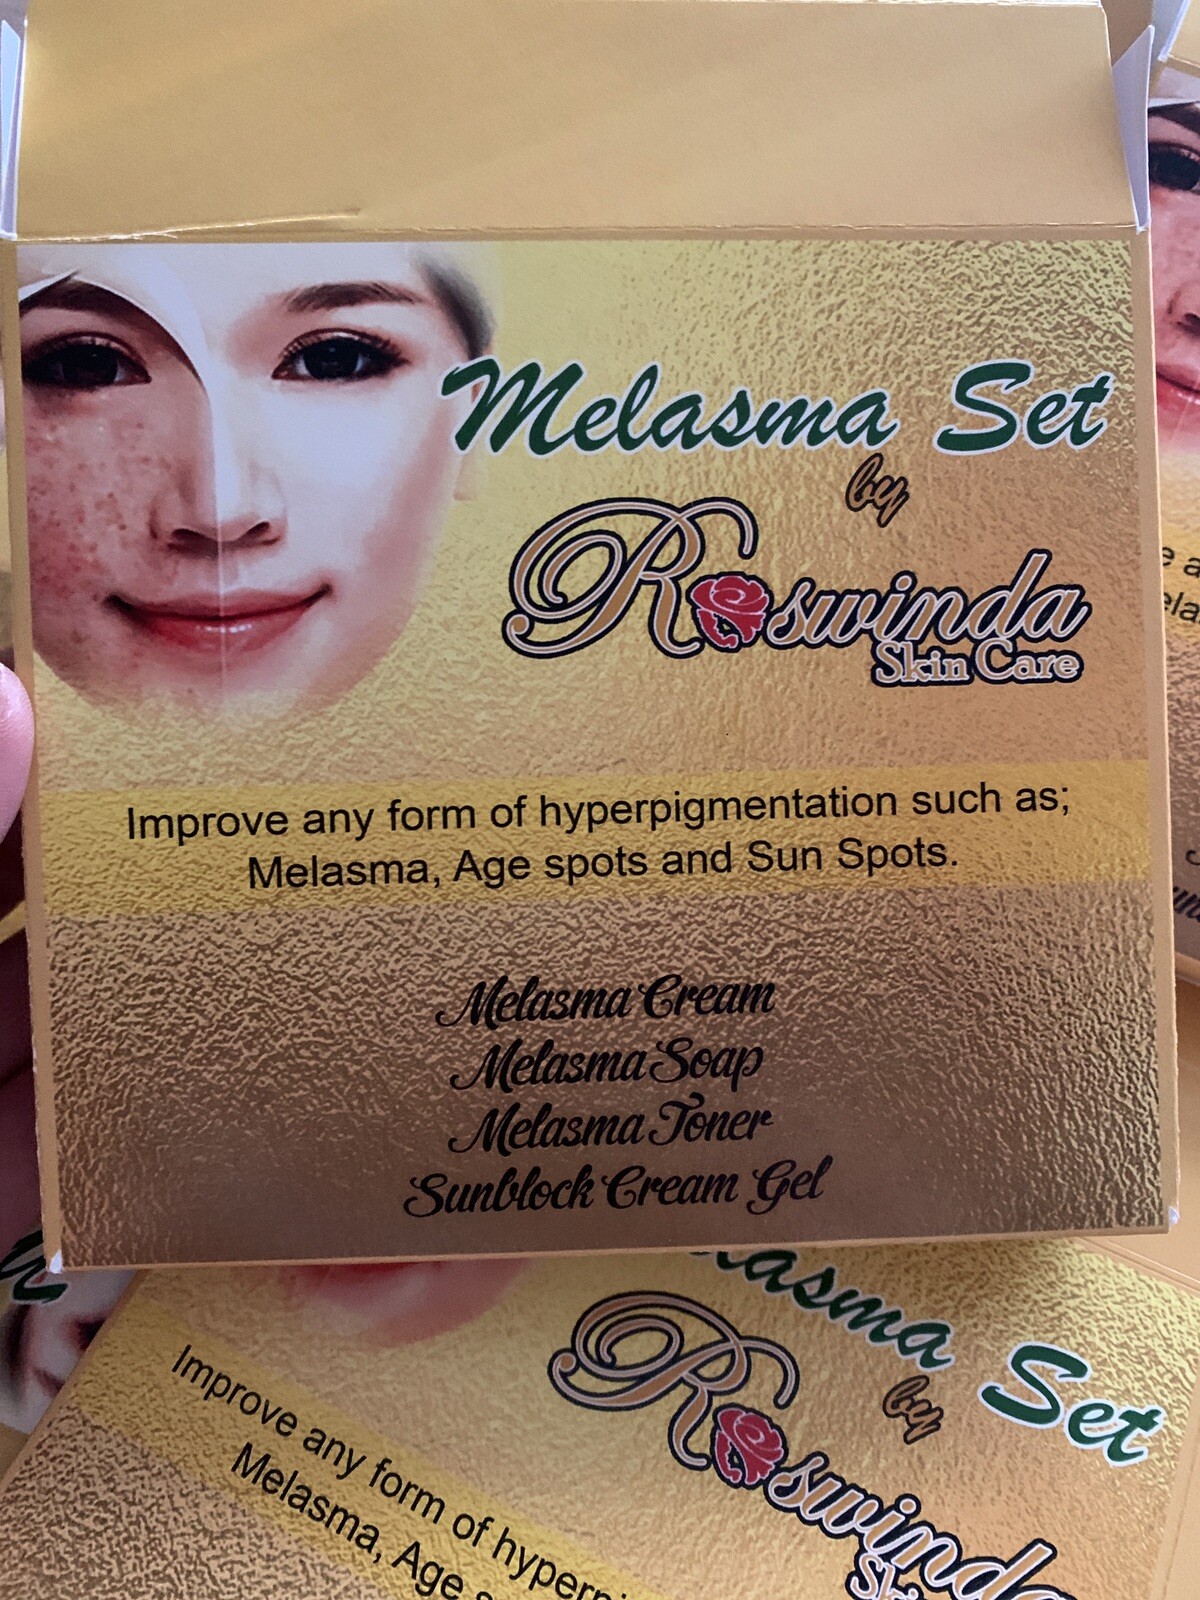 Melasma Set
by
Roswinda
Skin Care
Improve any form of hyperpigmentation such as;
Melasma, Age spots and Sun Spots.
Melasma Cream
Melasma Soap
Melasma Toner
Sunblock Cream Gel
Set
by
Roswinda
Improve any form of
Melasma, Age